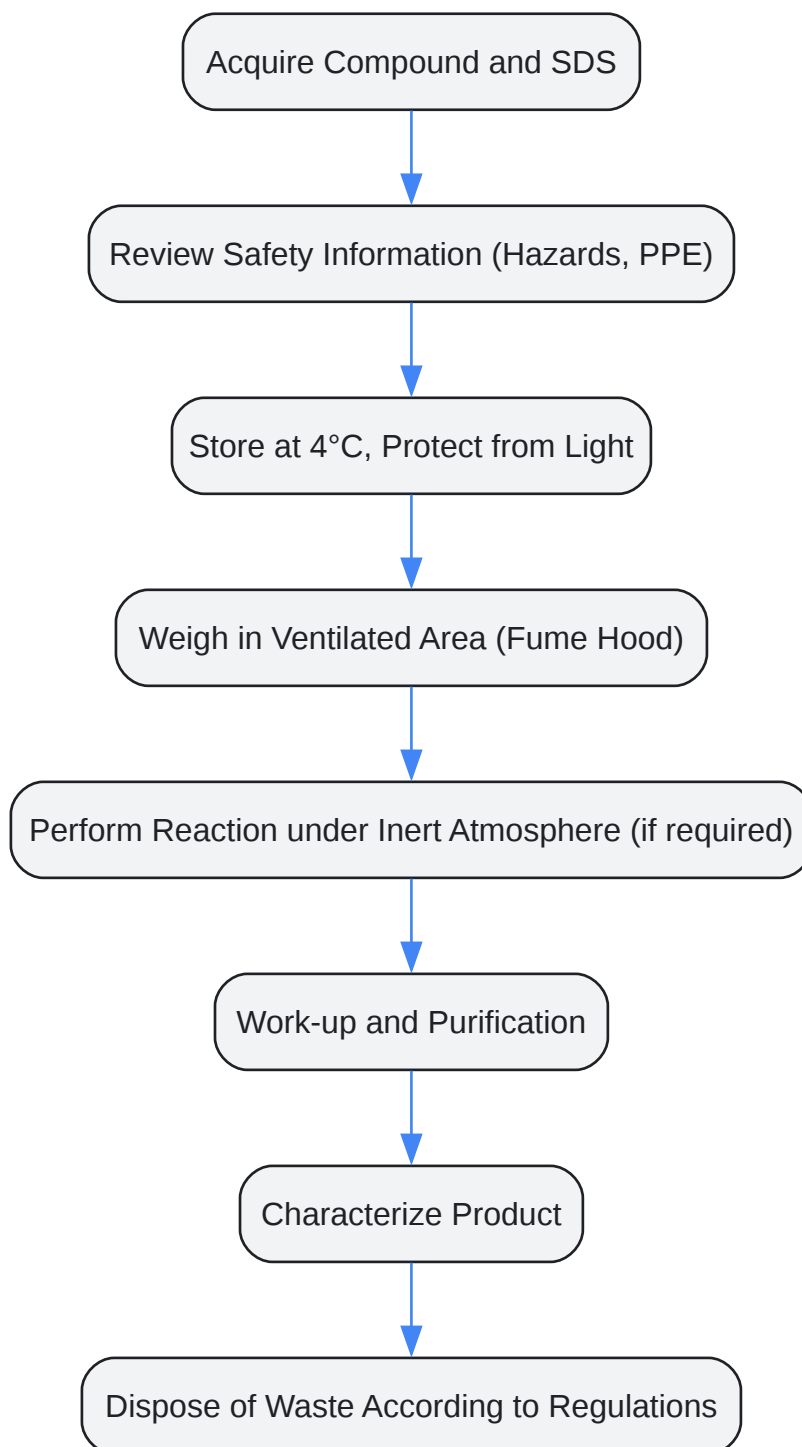 Acquire Compound and SDS
Review Safety Information (Hazards, PPE)
Store at 4°C, Protect from Light
Weigh in Ventilated Area (Fume Hood)
Perform Reaction under Inert Atmosphere (if required)
Work-up and Purification
Characterize Product
Dispose of Waste According to Regulations